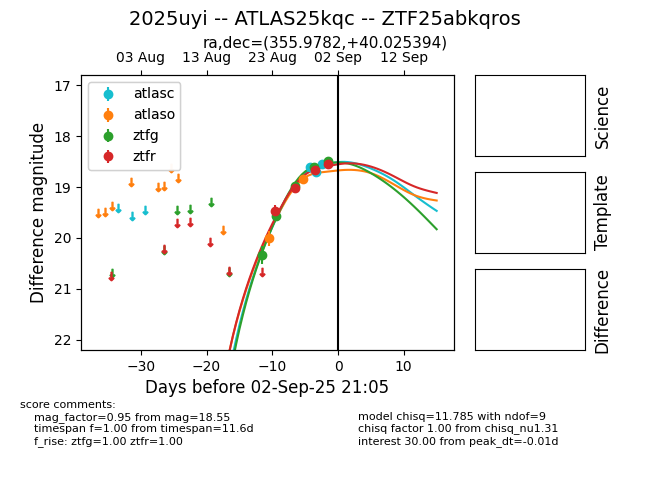 2025uyi -- ATLAS25kqc -- ZTF25abkqros
ra,dec=(355.9782,+40.025394)
03 Aug 13 Aug 23 Aug 02 Sep 12 Sep
atlasc
atlaso
ztfg
ztfr
17
18
19
20
21
22
Difference magnitude
−30 −20 −10 0 10
Days before 02-Sep-25 21:05
Science
Template
Difference
score comments:
mag_factor=0.95 from mag=18.55
timespan f=1.00 from timespan=11.6d
f_rise: ztfg=1.00 ztfr=1.00
model chisq=11.785 with ndof=9
chisq factor 1.00 from chisq_nu1.31
interest 30.00 from peak_dt=-0.01d